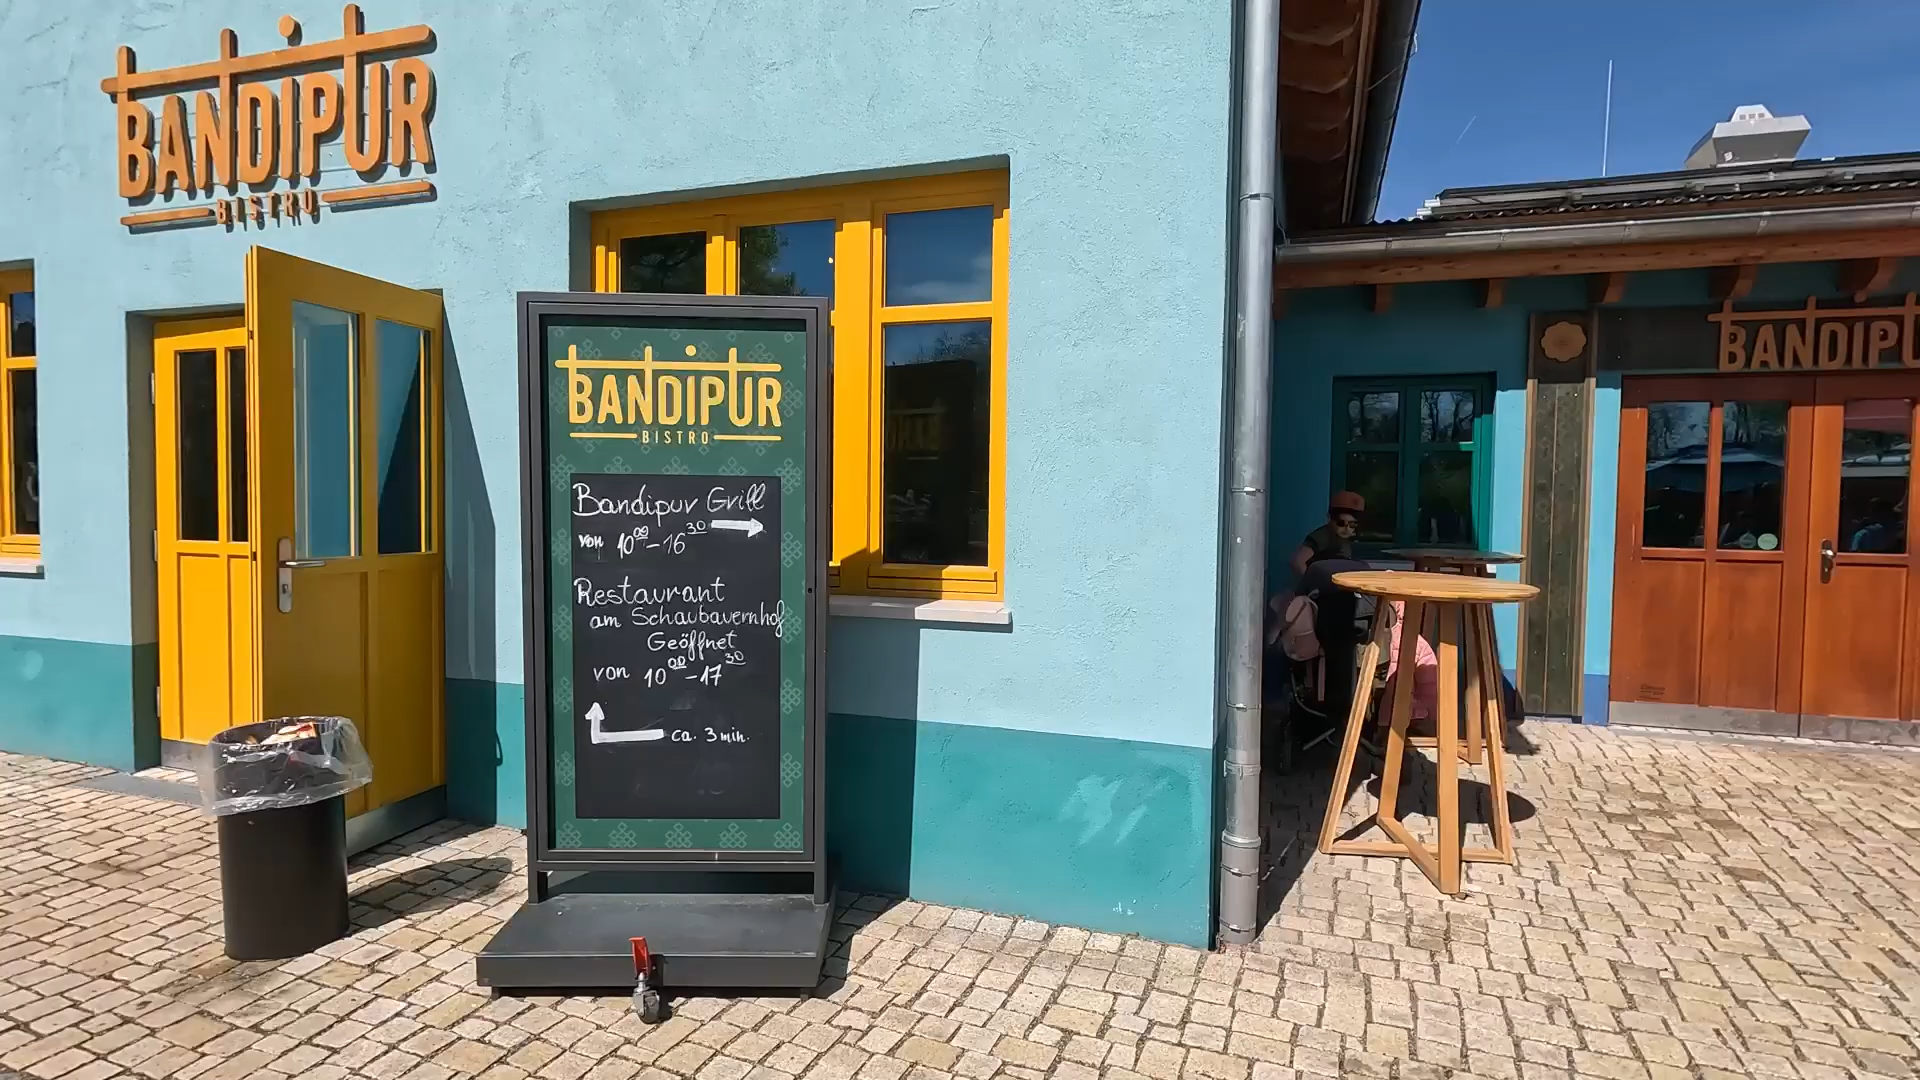 BANDIPUR
BISTRO
BANDIPUR
BISTRO
Bandipur Grill
von 10⁰⁰-16³⁰
Restaurant
am Schaubauernhof
Geöffnet
von 10⁰⁰-17³⁰
ca. 3 min.
BANDIPU